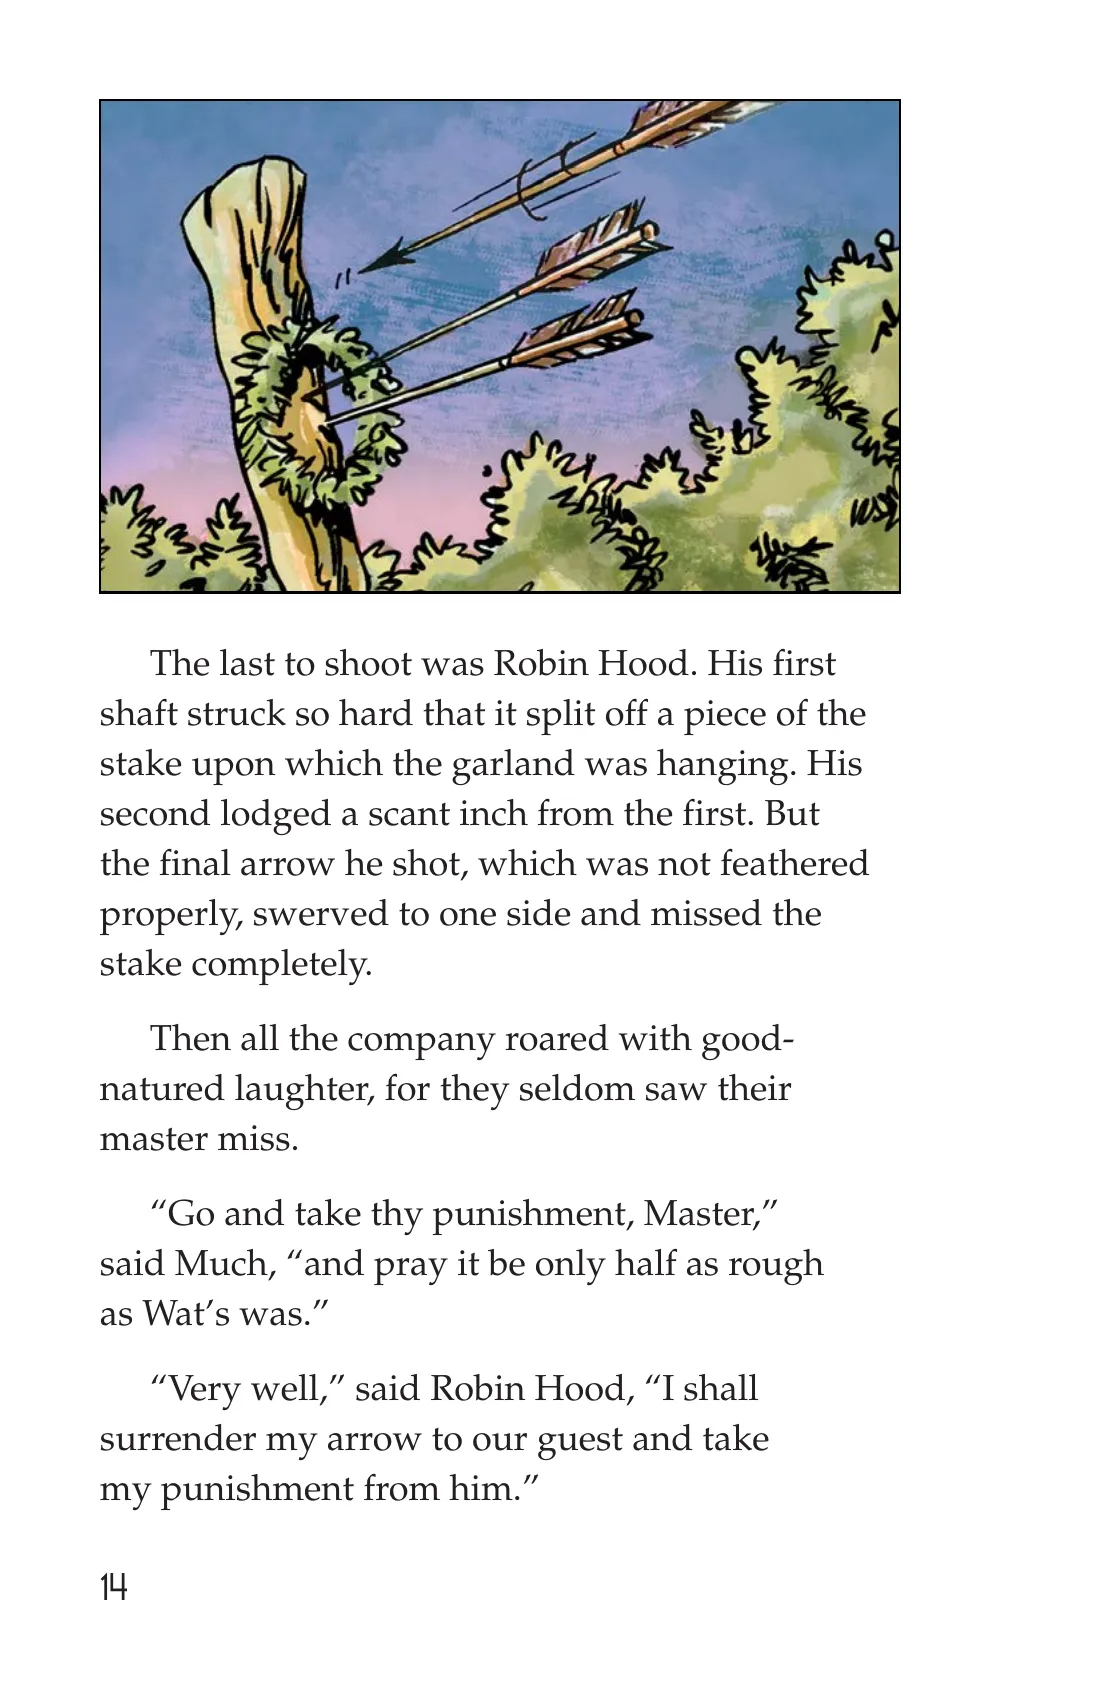 The last to shoot was Robin Hood. His first
shaft struck so hard that it split off a piece of the
stake upon which the garland was hanging. His
second lodged a scant inch from the first. But
the final arrow he shot, which was not feathered
properly, swerved to one side and missed the
stake completely.
Then all the company roared with good-
natured laughter, for they seldom saw their
master miss.
“Go and take thy punishment, Master,”
said Much, “and pray it be only half as rough
as Wat’s was.”
“Very well,” said Robin Hood, “I shall
surrender my arrow to our guest and take
my punishment from him.”
14